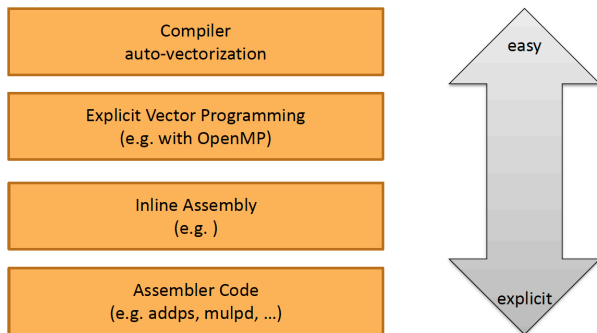 Compiler
auto-vectorization
easy
Explicit Vector Programming
(e.g. with OpenMP)
Inline Assembly
(e.g. )
Assembler Code
(e.g. addps, mulpd, ...)
explicit